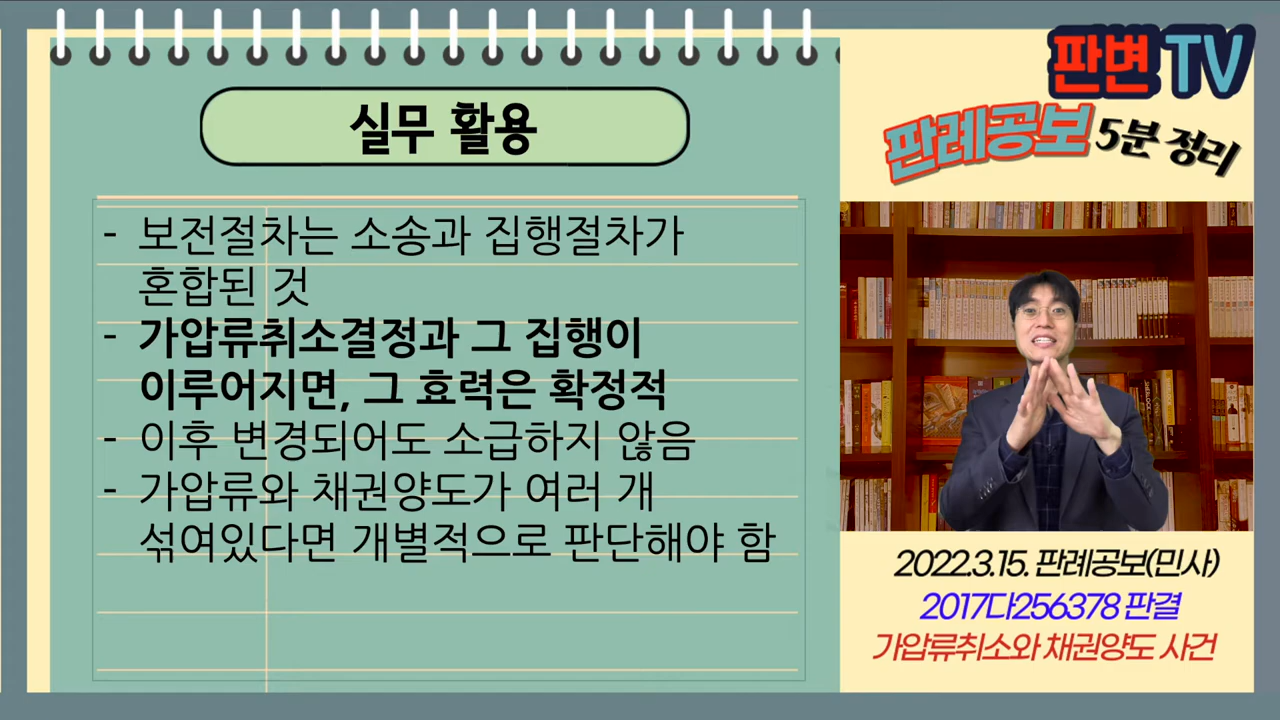 실무 활용
- 보전절차는 소송과 집행절차가
혼합된 것
- 가압류취소결정과 그 집행이
이루어지면, 그 효력은 확정적
- 이후 변경되어도 소급하지 않음
- 가압류와 채권양도가 여러 개
섞여있다면 개별적으로 판단해야 함
판변 TV
판례공보 5분 정리
2022.3.15. 판례공보(민사)
2017다256378 판결
가압류취소와 채권양도 사건